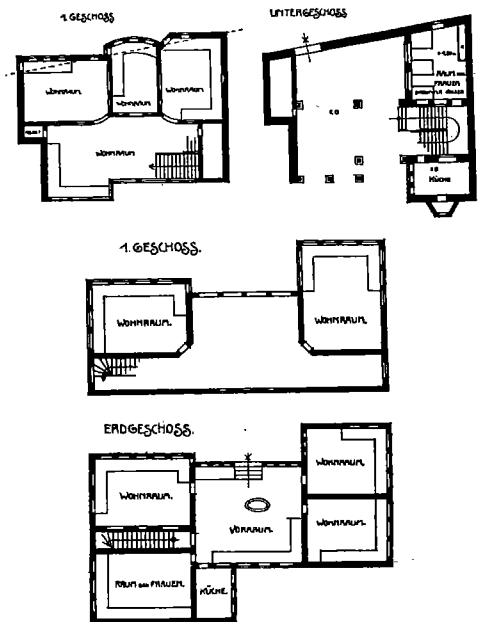 1. GESCHOSS
UNTERGESCHOSS
WOHNRAUM
WOHNRAUM
WOHNRAUM
WOHNRAUM
RAUM DER
FRAUEN
KÜCHE
1. GESCHOSS.
WOHNRAUM.
WOHNRAUM.
ERDGESCHOSS.
WOHNRAUM.
WOHNRAUM.
VORRAUM.
WOHNRAUM.
RAUM DER FRAUEN.
KÜCHE.